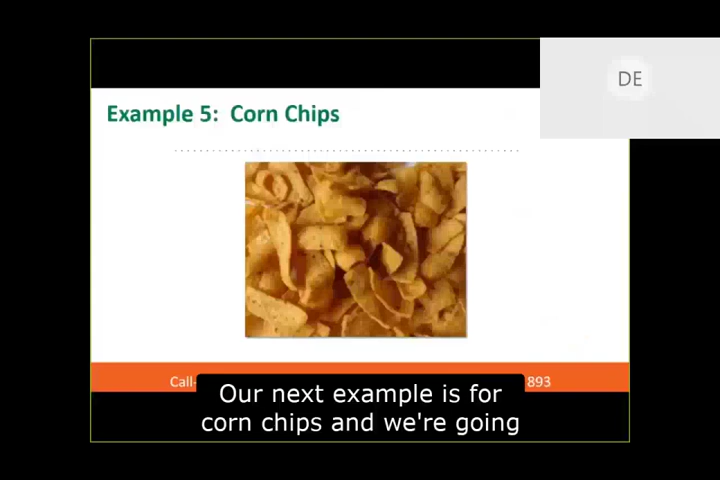 DE
Example 5: Corn Chips
Call- 893
Our next example is for
corn chips and we're going